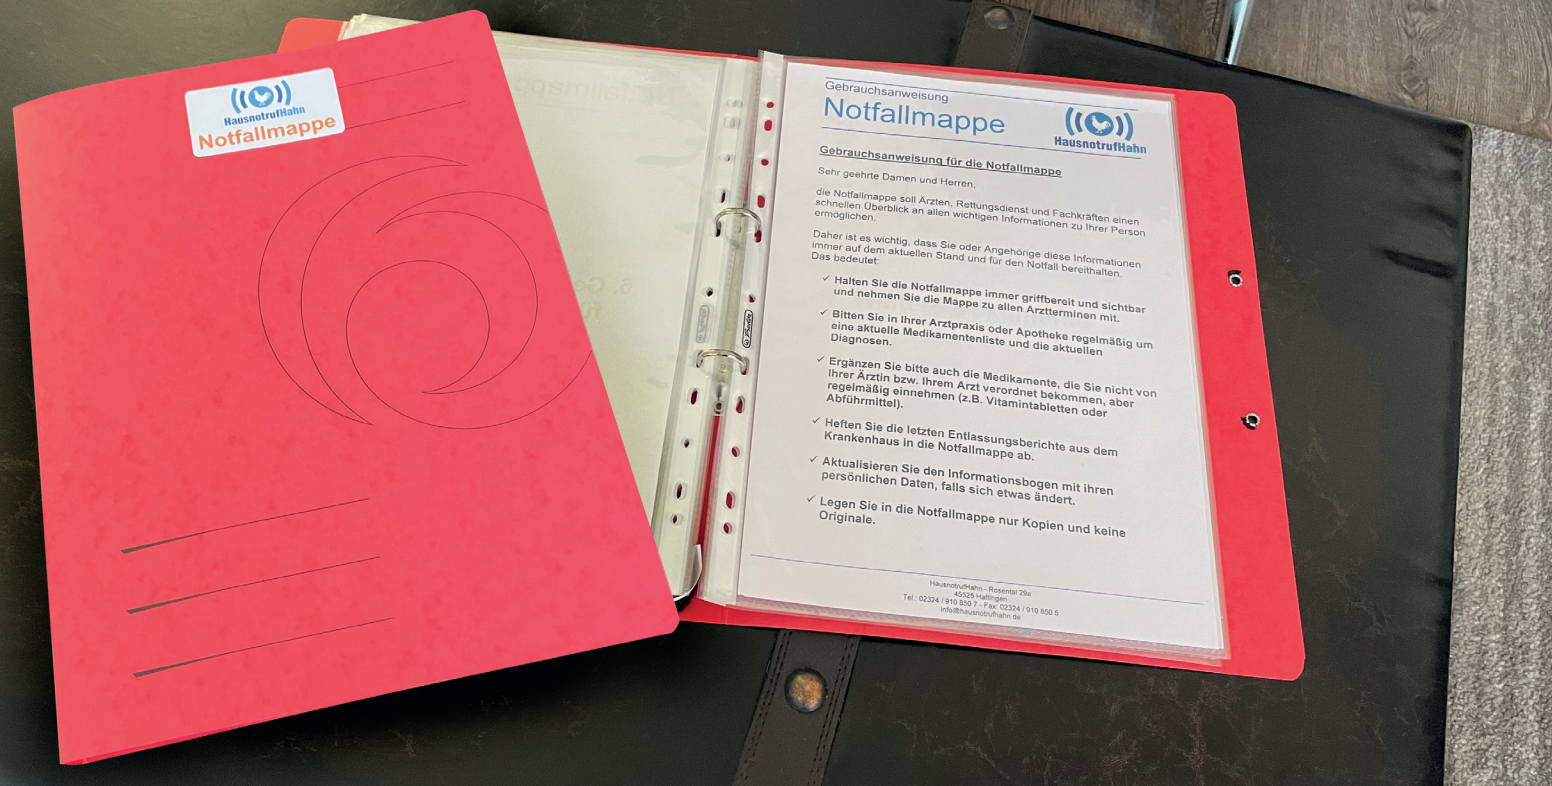 HausnotrufHahn
Notfallmappe
Gebrauchsanweisung
Notfallmappe
HausnotrufHahn
Gebrauchsanweisung für die Notfallmappe
Sehr geehrte Damen und Herren,
die Notfallmappe soll Ärzten, Rettungsdienst und Fachkräften einen
schnellen Überblick an allen wichtigen Informationen zu Ihrer Person
ermöglichen.
Daher ist es wichtig, dass Sie oder Angehörige diese Informationen
immer auf dem aktuellen Stand und für den Notfall bereithalten.
Das bedeutet:
✓ Halten Sie die Notfallmappe immer griffbereit und sichtbar
und nehmen Sie die Mappe zu allen Arztterminen mit.
✓ Bitten Sie in Ihrer Arztpraxis oder Apotheke regelmäßig um
eine aktuelle Medikamentenliste und die aktuellen
Diagnosen.
✓ Ergänzen Sie bitte auch die Medikamente, die Sie nicht von
Ihrer Ärztin bzw. Ihrem Arzt verordnet bekommen, aber
regelmäßig einnehmen (z.B. Vitamintabletten oder
Abführmittel).
✓ Heften Sie die letzten Entlassungsberichte aus dem
Krankenhaus in die Notfallmappe ab.
✓ Aktualisieren Sie den Informationsbogen mit ihren
persönlichen Daten, falls sich etwas ändert.
✓ Legen Sie in die Notfallmappe nur Kopien und keine
Originale.
HausnotrufHahn - Rosental 29a
45525 Hattingen
Tel.: 02324 / 910 850 7 - Fax: 02324 / 910 850 5
info@hausnotrufhahn.de